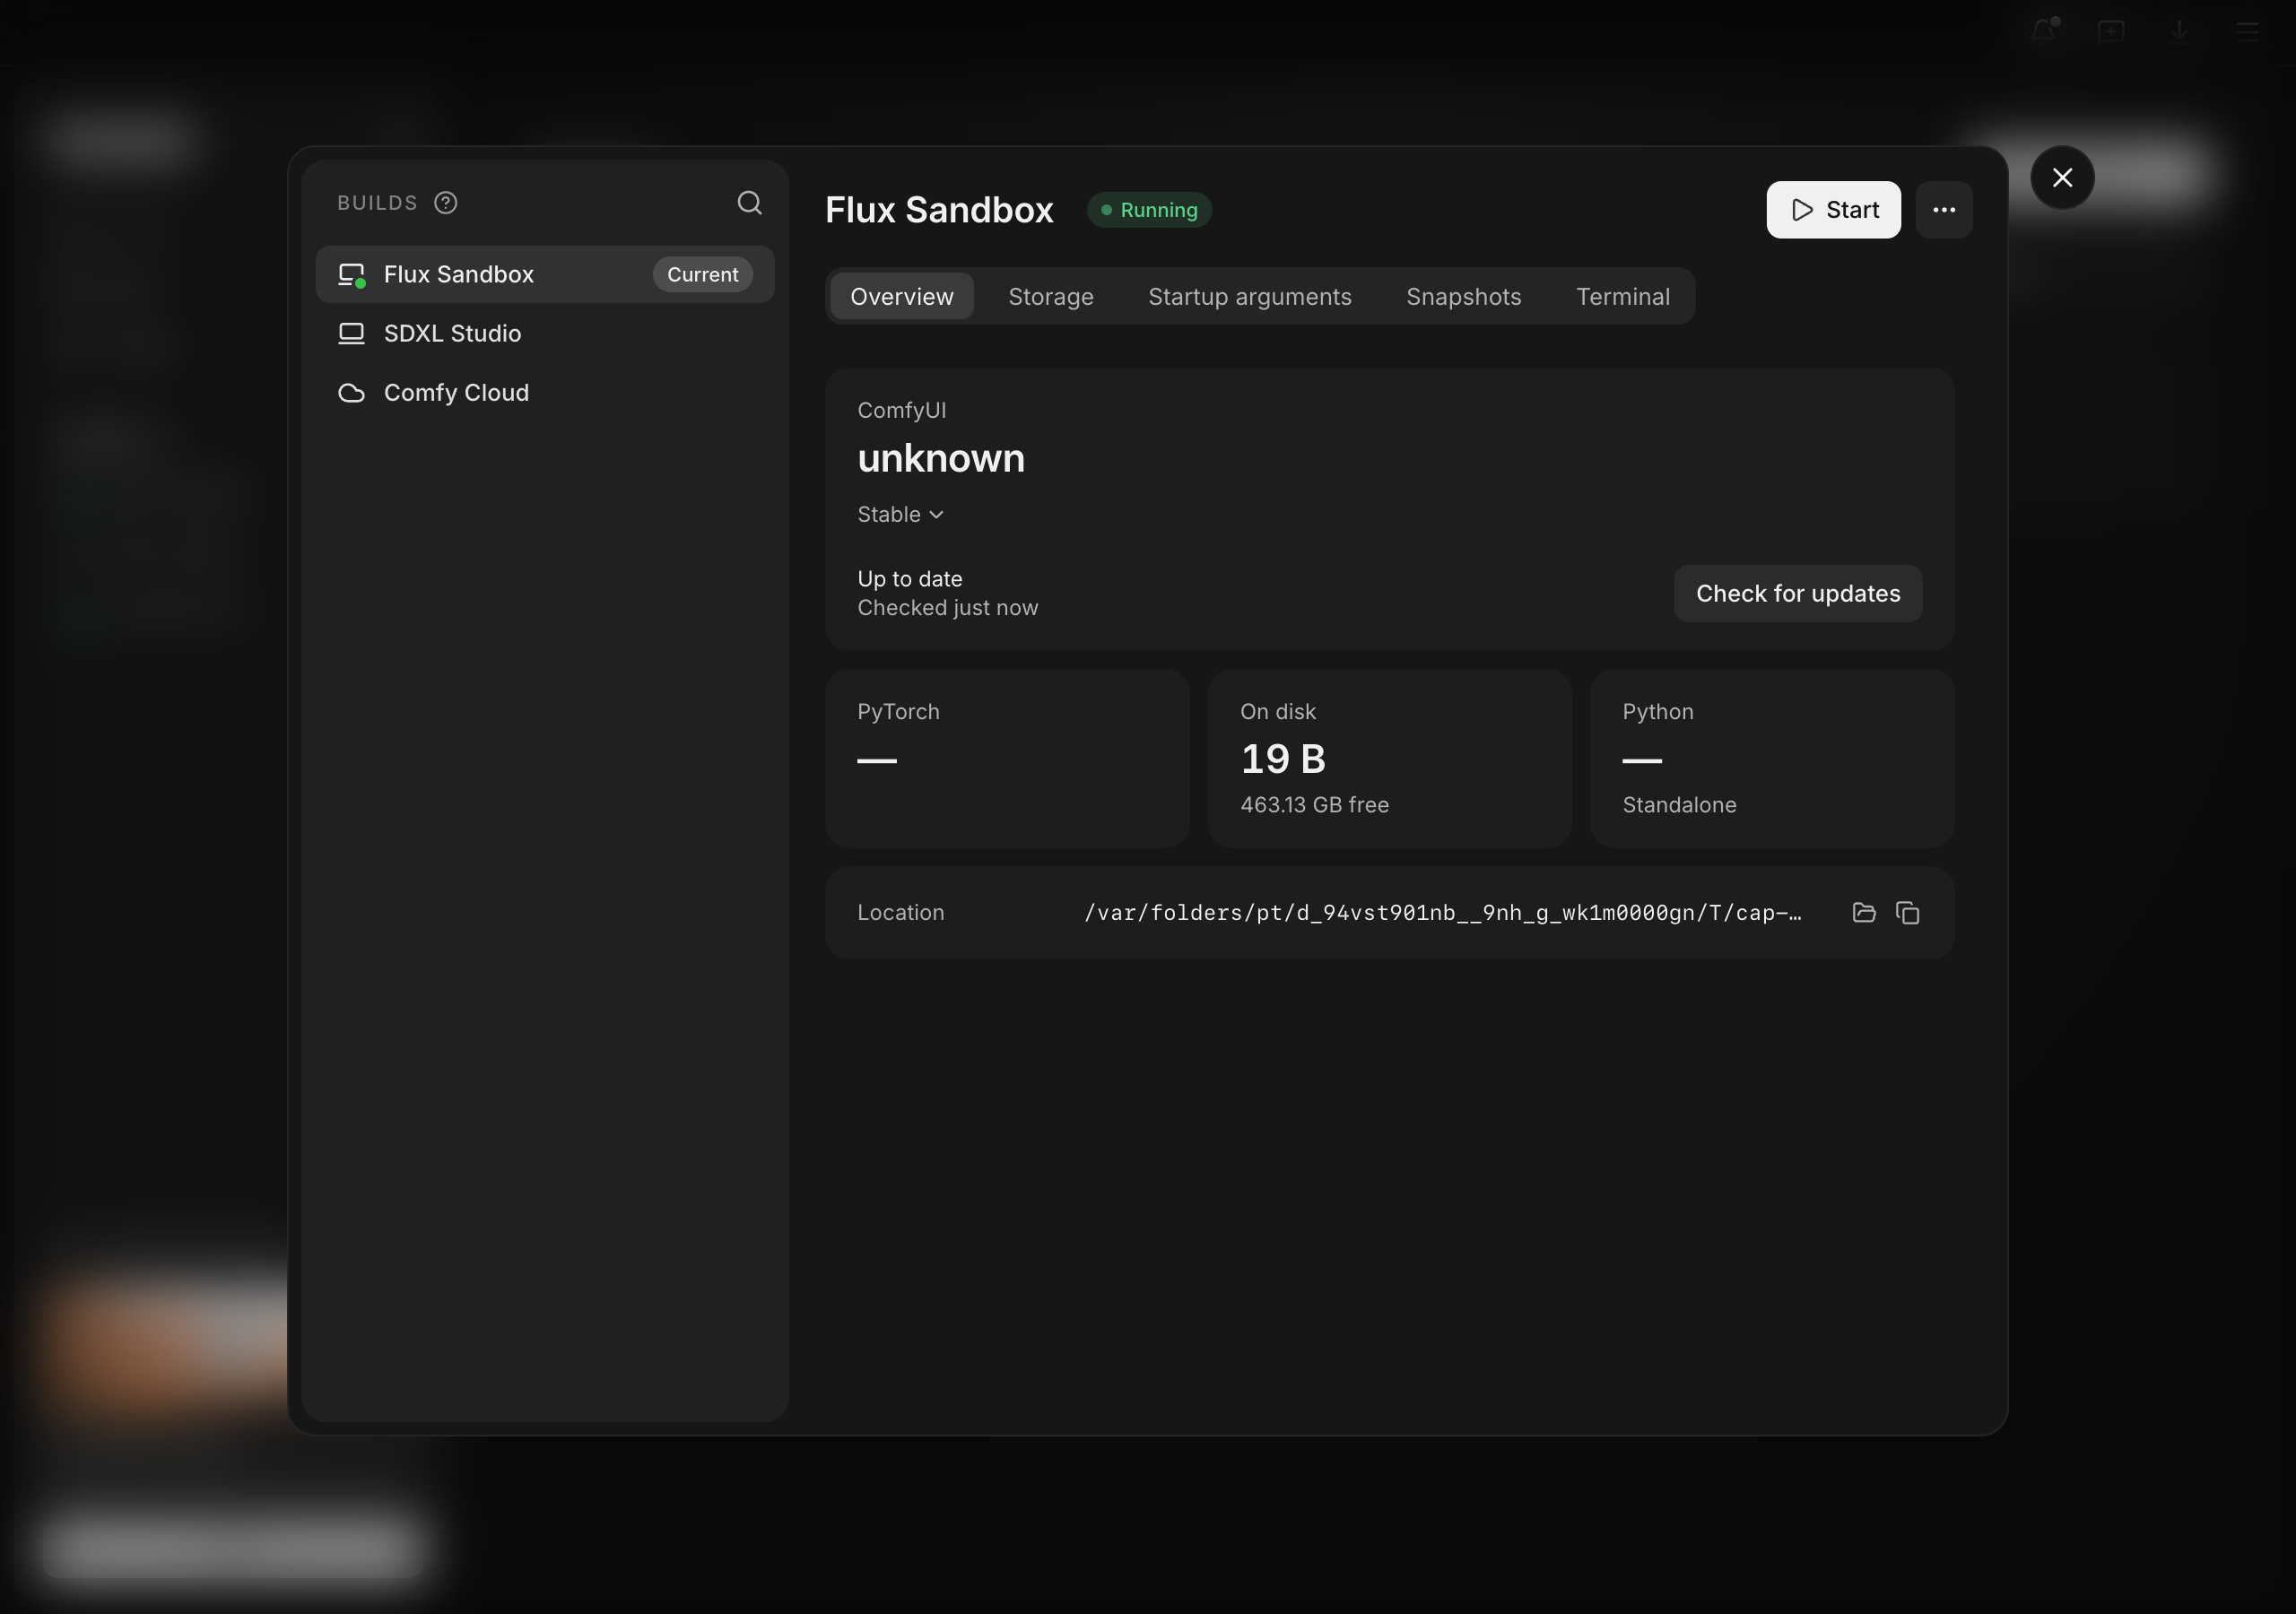 BUILDS
Flux Sandbox Current
SDXL Studio
Comfy Cloud
Flux Sandbox Running Start
Overview Storage Startup arguments Snapshots Terminal
ComfyUI
unknown
Stable
Up to date
Checked just now
Check for updates
PyTorch
—
On disk
19 B
463.13 GB free
Python
—
Standalone
Location /var/folders/pt/d_94vst901nb__9nh_g_wk1m0000gn/T/cap-…